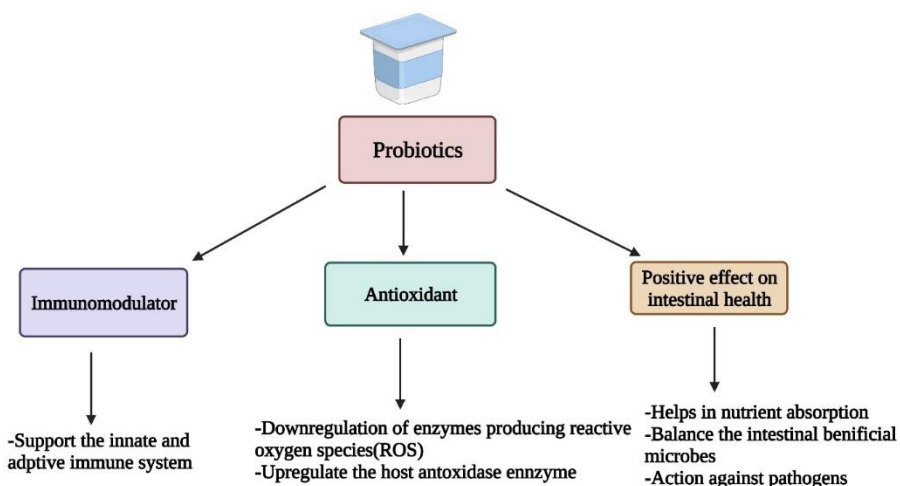 Probiotics
Immunomodulator
Antioxidant
Positive effect on
intestinal health
-Support the innate and
adptive immune system
-Downregulation of enzymes producing reactive
oxygen species(ROS)
-Upregulate the host antoxidase ennzyme
-Helps in nutrient absorption
-Balance the intestinal benificial
microbes
-Action against pathogens